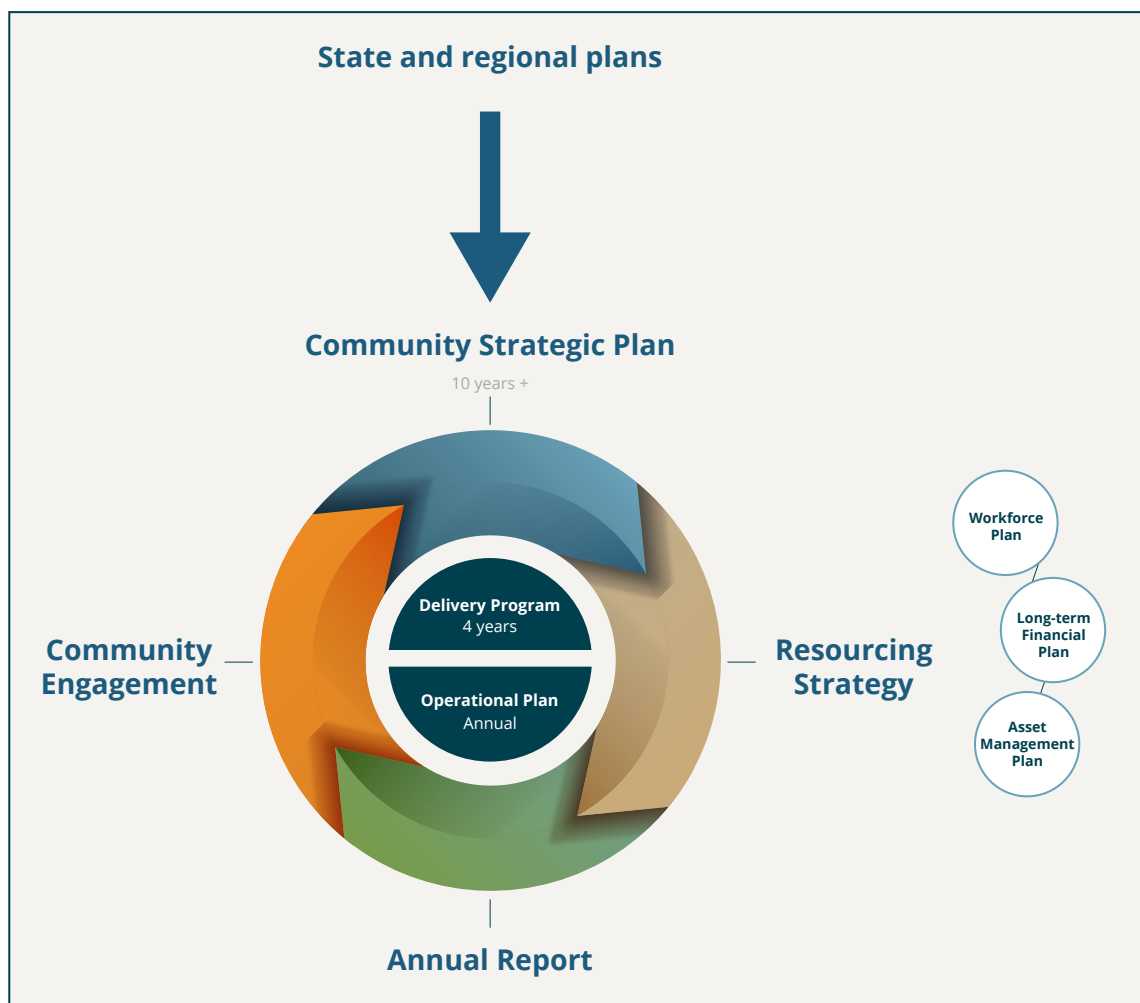 State and regional plans
Community Strategic Plan
10 years +
Delivery Program
4 years
Operational Plan
Annual
Community
Engagement
Resourcing
Strategy
Workforce
Plan
Long-term
Financial
Plan
Asset
Management
Plan
Annual Report